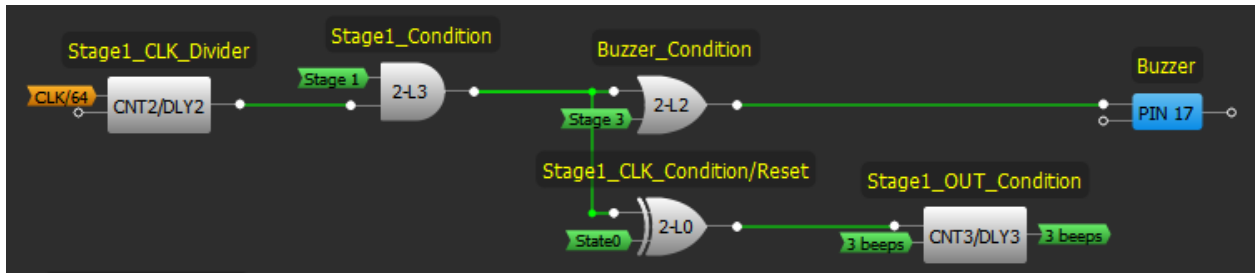 Stage1_CLK_Divider
Stage1_Condition
Buzzer_Condition
Buzzer
CLK/64
CNT2/DLY2
Stage 1
2-L3
Stage 3
2-L2
PIN 17
Stage1_CLK_Condition/Reset
Stage1_OUT_Condition
State0
2-L0
3 beeps
CNT3/DLY3
3 beeps